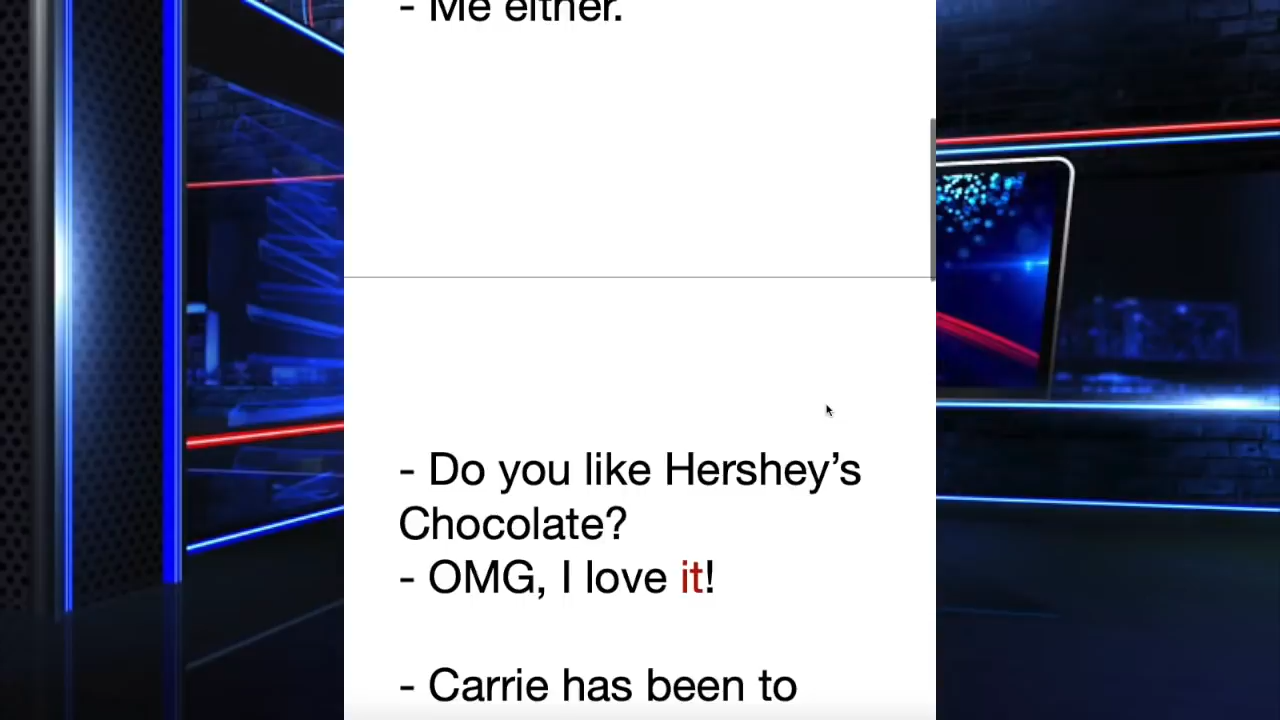 - Me either.
- Do you like Hershey’s
Chocolate?
- OMG, I love it!
- Carrie has been to